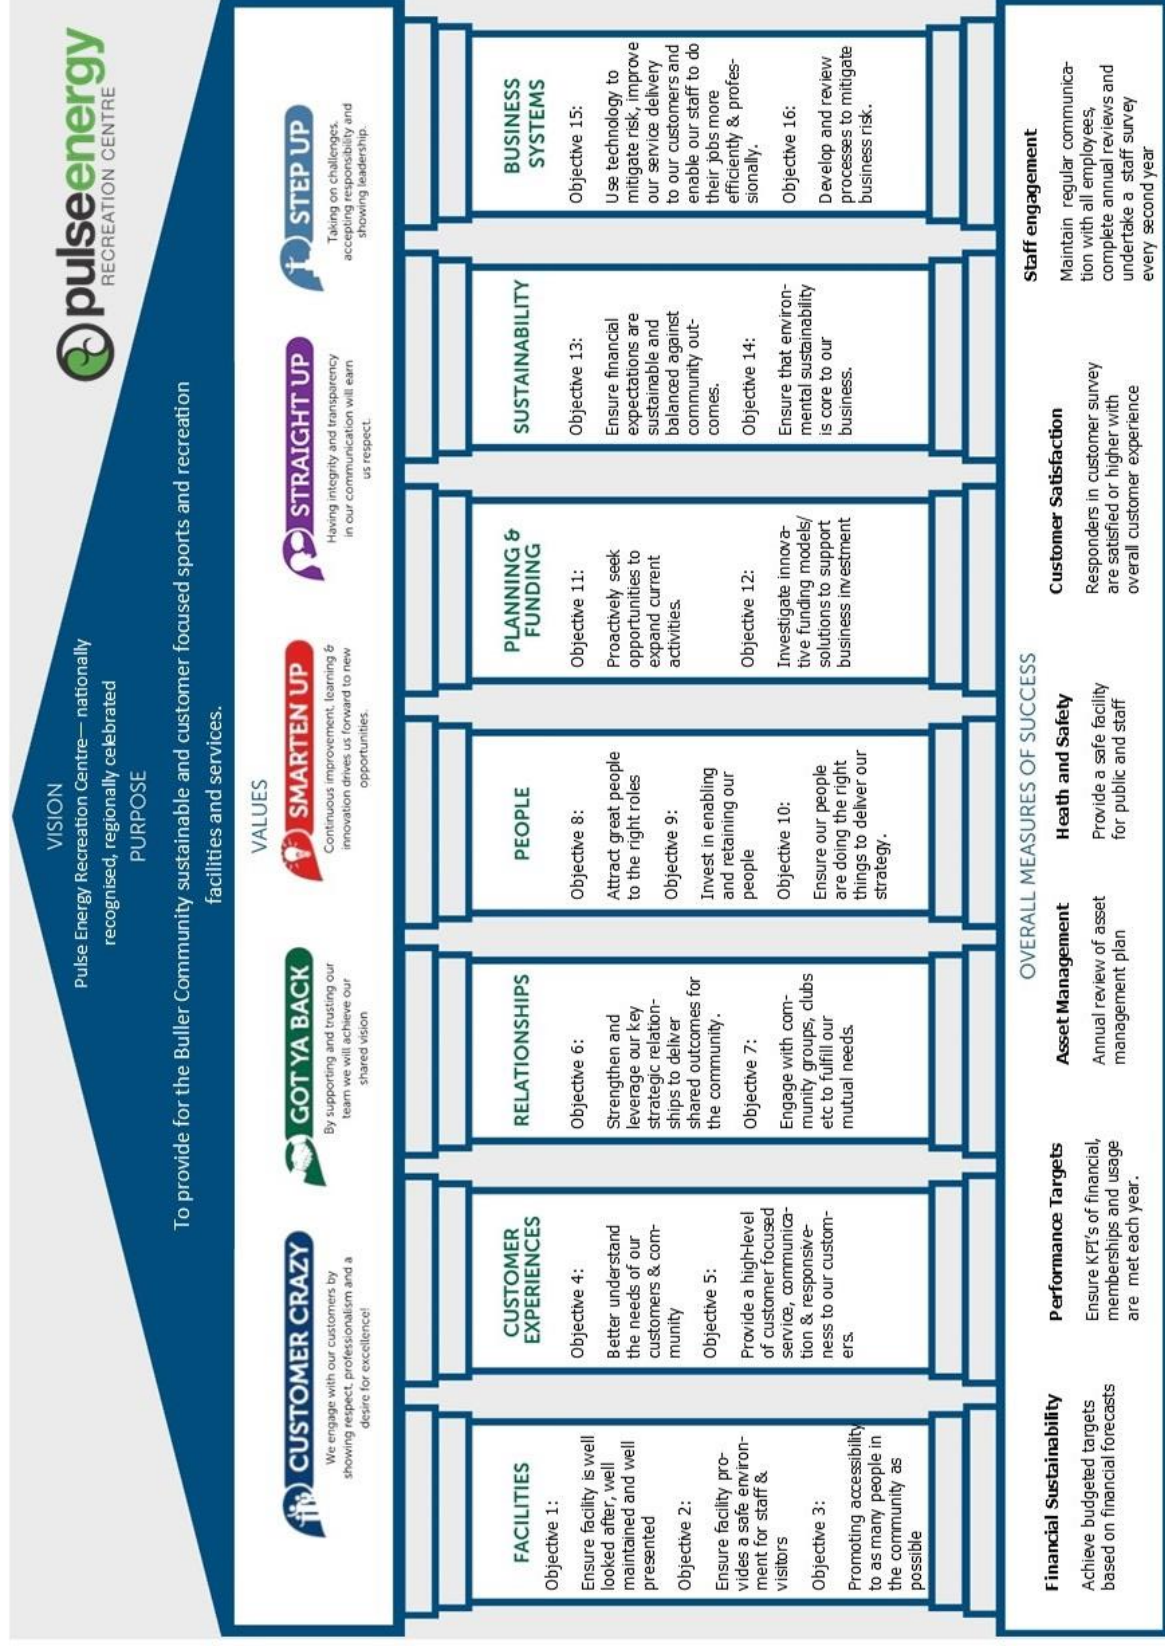 pulseenergy
RECREATION CENTRE
VISION
Pulse Energy Recreation Centre— nationally
recognised, regionally celebrated
PURPOSE
To provide for the Buller Community sustainable and customer focused sports and recreation
facilities and services.
VALUES
CUSTOMER CRAZY
We engage with our customers by
showing respect, professionalism and a
desire for excellence!
GOT YA BACK
By supporting and trusting our
team we will achieve our
shared vision
SMARTEN UP
Continuous improvement, learning &
innovation drives us forward to new
opportunities.
STRAIGHT UP
Having integrity and transparency
in our communication will earn
us respect.
STEP UP
Taking on challenges,
accepting responsibility and
showing leadership.
FACILITIES
Objective 1:
Ensure facility is well
looked after, well
maintained and well
presented
Objective 2:
Ensure facility pro-
vides a safe environ-
ment for staff &
visitors
Objective 3:
Promoting accessibility
to as many people in
the community as
possible
CUSTOMER
EXPERIENCES
Objective 4:
Better understand
the needs of our
customers & com-
munity
Objective 5:
Provide a high-level
of customer focused
service, communica-
tion & responsive-
ness to our custom-
ers.
RELATIONSHIPS
Objective 6:
Strengthen and
leverage our key
strategic relation-
ships to deliver
shared outcomes for
the community.
Objective 7:
Engage with com-
munity groups, clubs
etc to fulfill our
mutual needs.
PEOPLE
Objective 8:
Attract great people
to the right roles
Objective 9:
Invest in enabling
and retaining our
people
Objective 10:
Ensure our people
are doing the right
things to deliver our
strategy.
PLANNING &
FUNDING
Objective 11:
Proactively seek
opportunities to
expand current
activities.
Objective 12:
Investigate innova-
tive funding models/
solutions to support
business investment
SUSTAINABILITY
Objective 13:
Ensure financial
expectations are
sustainable and
balanced against
community out-
comes.
Objective 14:
Ensure that environ-
mental sustainability
is core to our
business.
BUSINESS
SYSTEMS
Objective 15:
Use technology to
mitigate risk, improve
our service delivery
to our customers and
enable our staff to do
their jobs more
efficiently & profes-
sionally.
Objective 16:
Develop and review
processes to mitigate
business risk.
OVERALL MEASURES OF SUCCESS
Financial Sustainability
Achieve budgeted targets
based on financial forecasts
Performance Targets
Ensure KPI's of financial,
memberships and usage
are met each year.
Asset Management
Annual review of asset
management plan
Heath and Safety
Provide a safe facility
for public and staff
Customer Satisfaction
Responders in customer survey
are satisfied or higher with
overall customer experience
Staff engagement
Maintain regular communica-
tion with all employees,
complete annual reviews and
undertake a staff survey
every second year